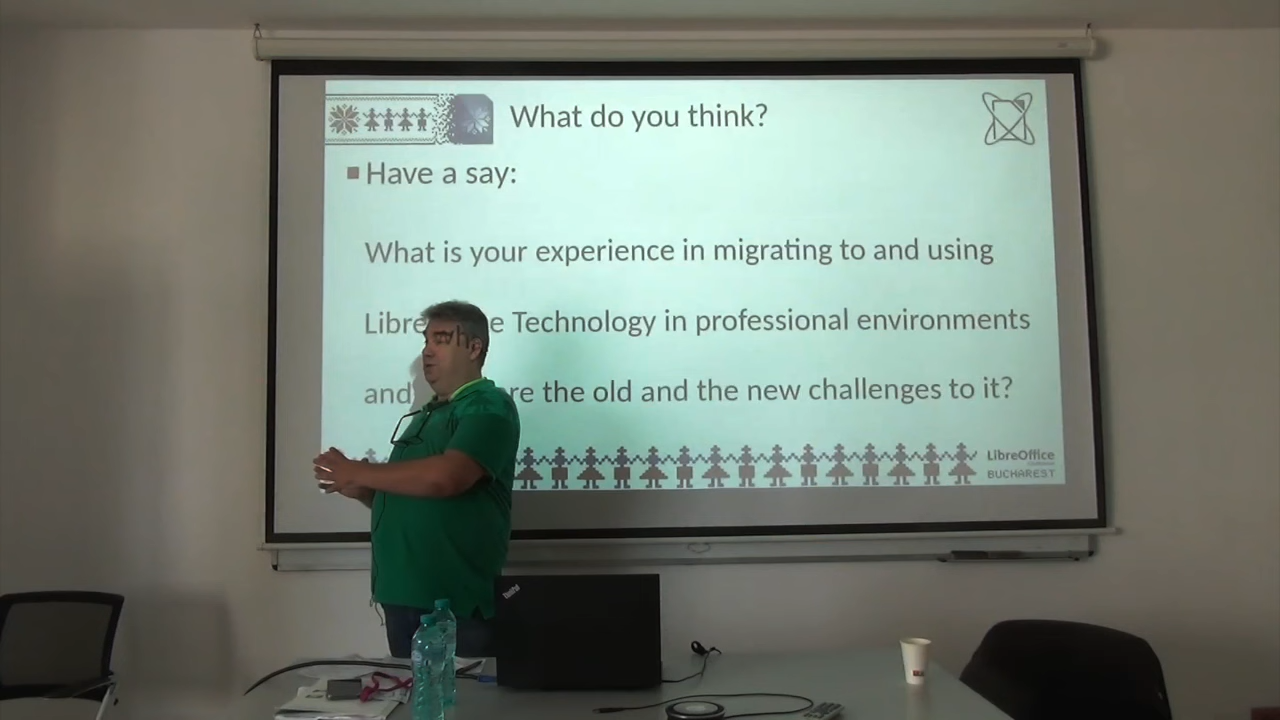 What do you think?
Have a say:
What is your experience in migrating to and using
Libre e Technology in professional environments
and re the old and the new challenges to it?
LibreOffice
BUCHAREST
ThinkPad